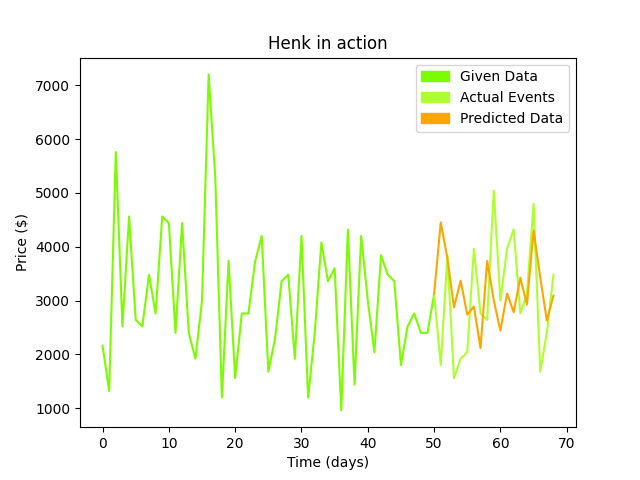 Henk in action
Given Data
Actual Events
Predicted Data
Price ($)
7000
6000
5000
4000
3000
2000
1000
0 10 20 30 40 50 60 70
Time (days)